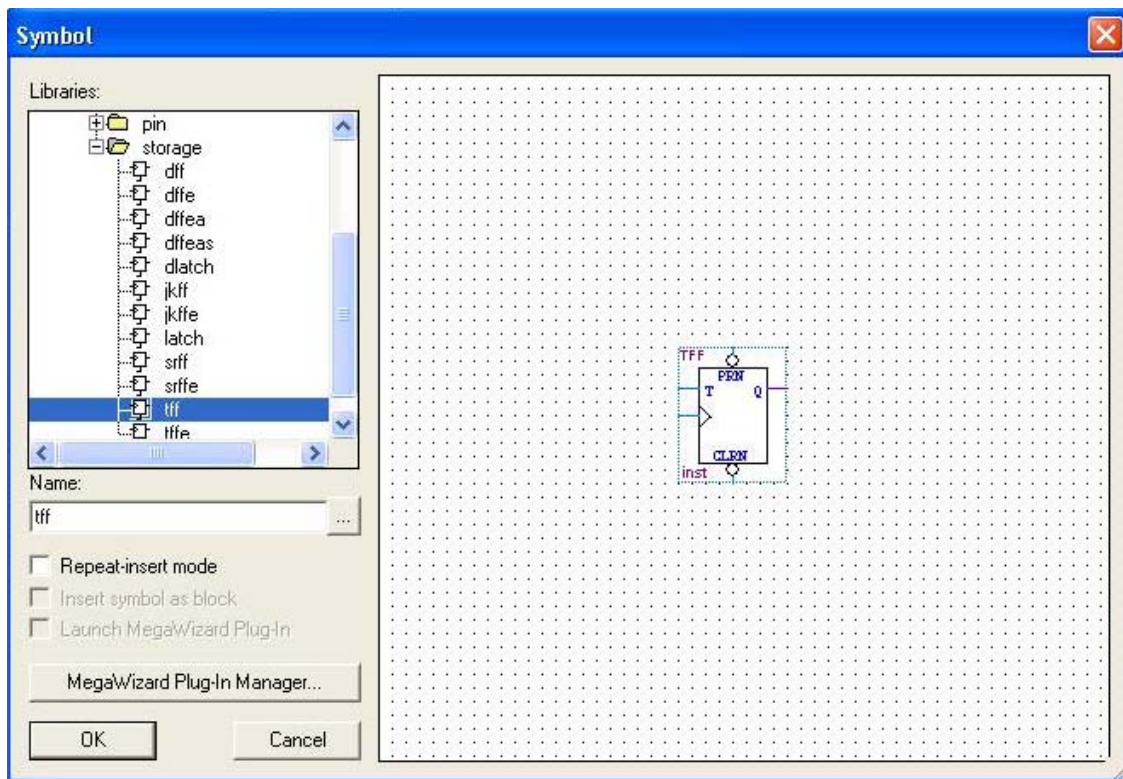 Symbol
Libraries:
pin
storage
dff
dffe
dffea
dffeas
dlatch
jkff
jkffe
latch
srff
srffe
tff
tffe
Name:
tff
...
Repeat-insert mode
Insert symbol as block
Launch MegaWizard Plug-In
MegaWizard Plug-In Manager...
OK
Cancel
TFF
PRN
T Q
CLRN
inst